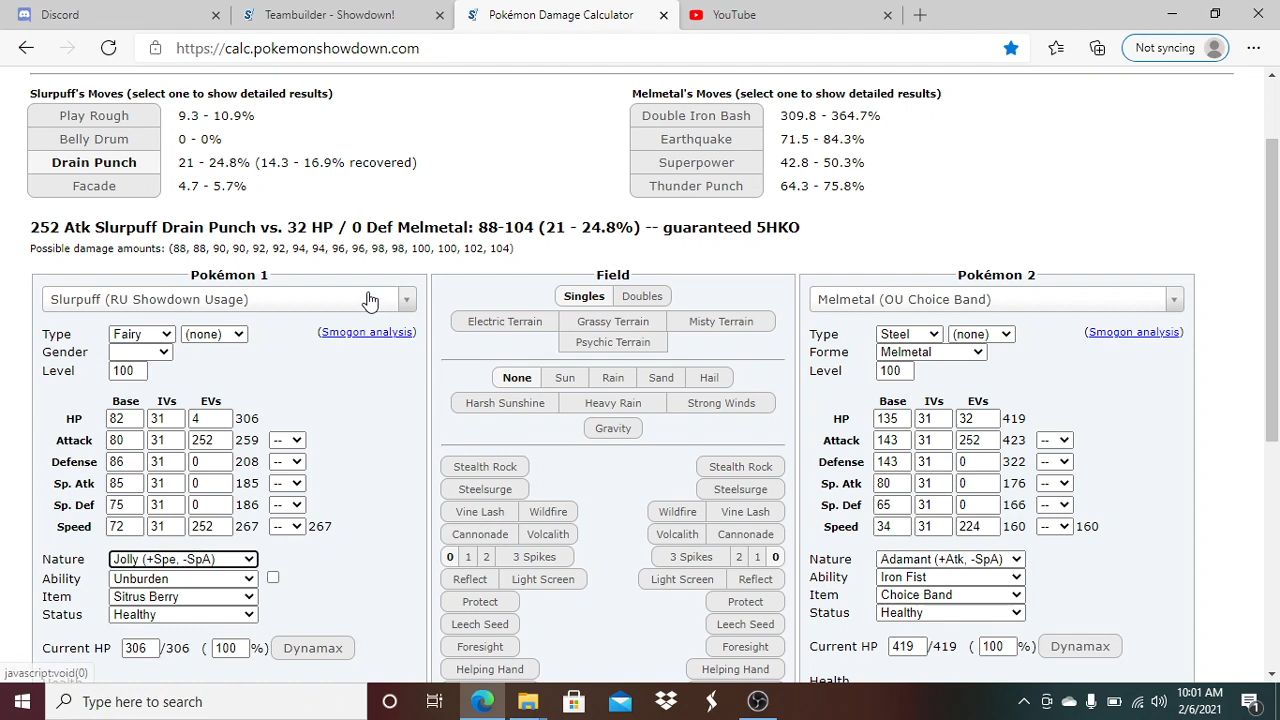 Discord
Teambuilder - Showdown!
Pokémon Damage Calculator
YouTube
https://calc.pokemonshowdown.com
Not syncing
Slurpuff's Moves (select one to show detailed results)
Play Rough 9.3 - 10.9%
Belly Drum 0 - 0%
Drain Punch 21 - 24.8% (14.3 - 16.9% recovered)
Facade 4.7 - 5.7%
Melmetal's Moves (select one to show detailed results)
Double Iron Bash 309.8 - 364.7%
Earthquake 71.5 - 84.3%
Superpower 42.8 - 50.3%
Thunder Punch 64.3 - 75.8%
252 Atk Slurpuff Drain Punch vs. 32 HP / 0 Def Melmetal: 88-104 (21 - 24.8%) -- guaranteed 5HKO
Possible damage amounts: (88, 88, 90, 90, 92, 92, 94, 94, 96, 96, 98, 98, 100, 100, 102, 104)
Pokémon 1
Slurpuff (RU Showdown Usage)
Type Fairy (none) (Smogon analysis)
Gender
Level 100
Base IVs EVs
HP 82 31 4 306
Attack 80 31 252 259 --
Defense 86 31 0 208 --
Sp. Atk 85 31 0 185 --
Sp. Def 75 31 0 186 --
Speed 72 31 252 267 -- 267
Nature Jolly (+Spe, -SpA)
Ability Unburden
Item Sitrus Berry
Status Healthy
Current HP 306 /306 ( 100 %) Dynamax
Field
Singles Doubles
Electric Terrain Grassy Terrain Misty Terrain
Psychic Terrain
None Sun Rain Sand Hail
Harsh Sunshine Heavy Rain Strong Winds
Gravity
Stealth Rock Stealth Rock
Steelsurge Steelsurge
Vine Lash Wildfire Wildfire Vine Lash
Cannonade Volcalith Volcalith Cannonade
0 1 2 3 Spikes 3 Spikes 2 1 0
Reflect Light Screen Light Screen Reflect
Protect Protect
Leech Seed Leech Seed
Foresight Foresight
Helping Hand Helping Hand
Pokémon 2
Melmetal (OU Choice Band)
Type Steel (none) (Smogon analysis)
Forme Melmetal
Level 100
Base IVs EVs
HP 135 31 32 419
Attack 143 31 252 423 --
Defense 143 31 0 322 --
Sp. Atk 80 31 0 176 --
Sp. Def 65 31 0 166 --
Speed 34 31 224 160 -- 160
Nature Adamant (+Atk, -SpA)
Ability Iron Fist
Item Choice Band
Status Healthy
Current HP 419 /419 ( 100 %) Dynamax
Health
javascript:void(0)
Type here to search
10:01 AM
2/6/2021
1